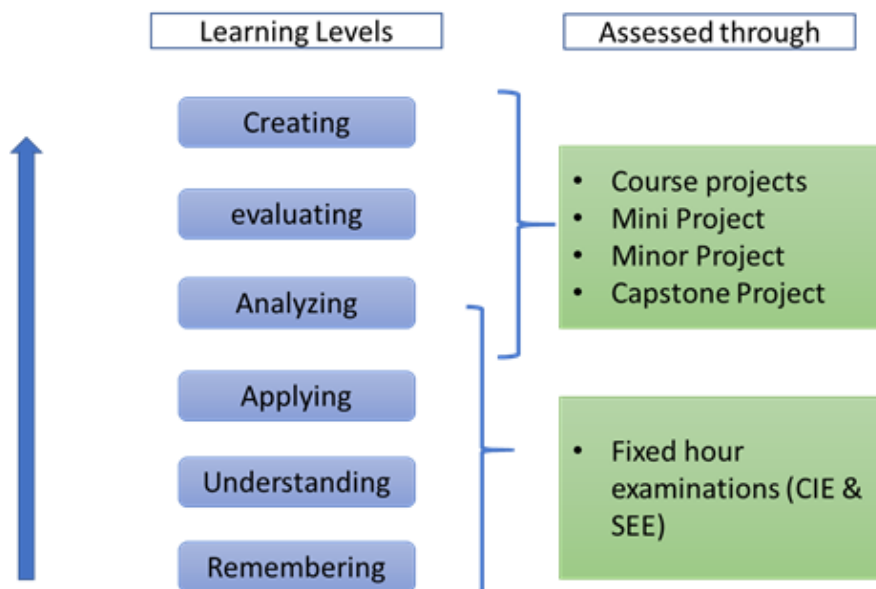 Learning Levels
Assessed through
Creating
evaluating
Analyzing
Applying
Understanding
Remembering
• Course projects
• Mini Project
• Minor Project
• Capstone Project
• Fixed hour
examinations (CIE &
SEE)